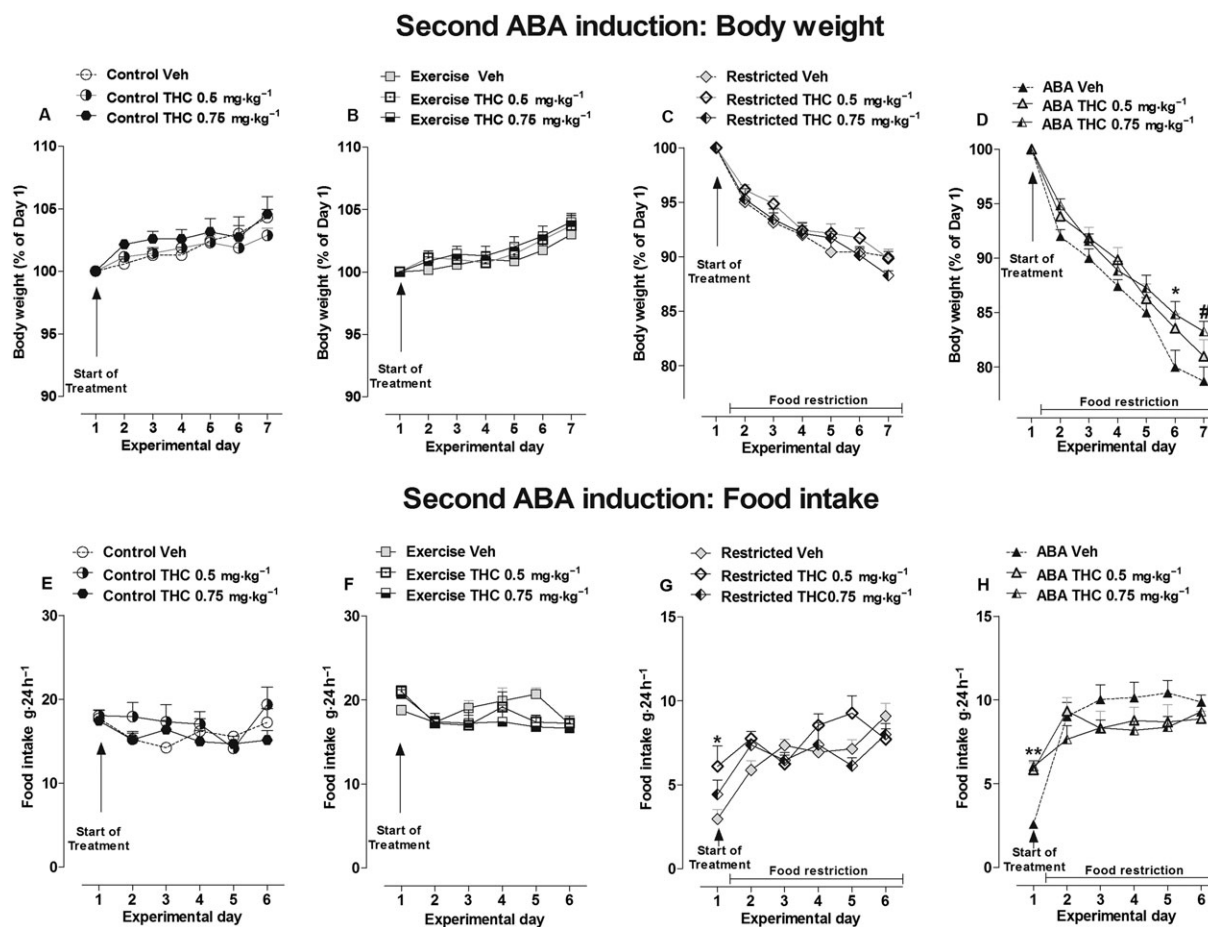 Second ABA induction: Body weight
A
Control Veh
Control THC 0.5 mg·kg⁻¹
Control THC 0.75 mg·kg⁻¹
Body weight (% of Day 1)
110
105
100
95
90
Start of
Treatment
1 2 3 4 5 6 7
Experimental day
B
Exercise Veh
Exercise THC 0.5 mg·kg⁻¹
Exercise THC 0.75 mg·kg⁻¹
Body weight (% of Day 1)
110
105
100
95
90
Start of
Treatment
1 2 3 4 5 6 7
Experimental day
C
Restricted Veh
Restricted THC 0.5 mg·kg⁻¹
Restricted THC 0.75 mg·kg⁻¹
Body weight (% of Day 1)
100
95
90
85
80
Start of
Treatment
Food restriction
1 2 3 4 5 6 7
Experimental day
D
ABA Veh
ABA THC 0.5 mg·kg⁻¹
ABA THC 0.75 mg·kg⁻¹
Body weight (% of Day 1)
100
95
90
85
80
Start of
Treatment
*
#
Food restriction
1 2 3 4 5 6 7
Experimental day
Second ABA induction: Food intake
E
Control Veh
Control THC 0.5 mg·kg⁻¹
Control THC 0.75 mg·kg⁻¹
Food intake g.24h⁻¹
30
20
10
0
Start of
Treatment
1 2 3 4 5 6
Experimental day
F
Exercise Veh
Exercise THC 0.5 mg·kg⁻¹
Exercise THC 0.75 mg·kg⁻¹
Food intake g.24h⁻¹
30
20
10
0
Start of
Treatment
1 2 3 4 5 6
Experimental day
G
Restricted Veh
Restricted THC 0.5 mg·kg⁻¹
Restricted THC0.75 mg·kg⁻¹
Food intake g.24h⁻¹
15
10
5
0
*
Start of
Treatment
Food restriction
1 2 3 4 5 6
Experimental day
H
ABA Veh
ABA THC 0.5 mg·kg⁻¹
ABA THC 0.75 mg·kg⁻¹
Food intake g.24h⁻¹
15
10
5
0
**
Start of
Treatment
Food restriction
1 2 3 4 5 6
Experimental day